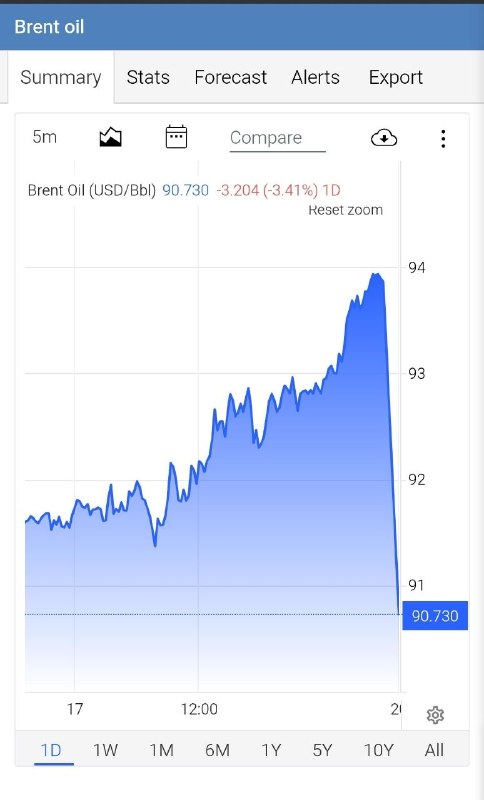 Brent oil
Summary Stats Forecast Alerts Export
5m Compare
Brent Oil (USD/Bbl) 90.730 -3.204 (-3.41%) 1D
Reset zoom
94
93
92
91
90.730
17 12:00 20
1D 1W 1M 6M 1Y 5Y 10Y All